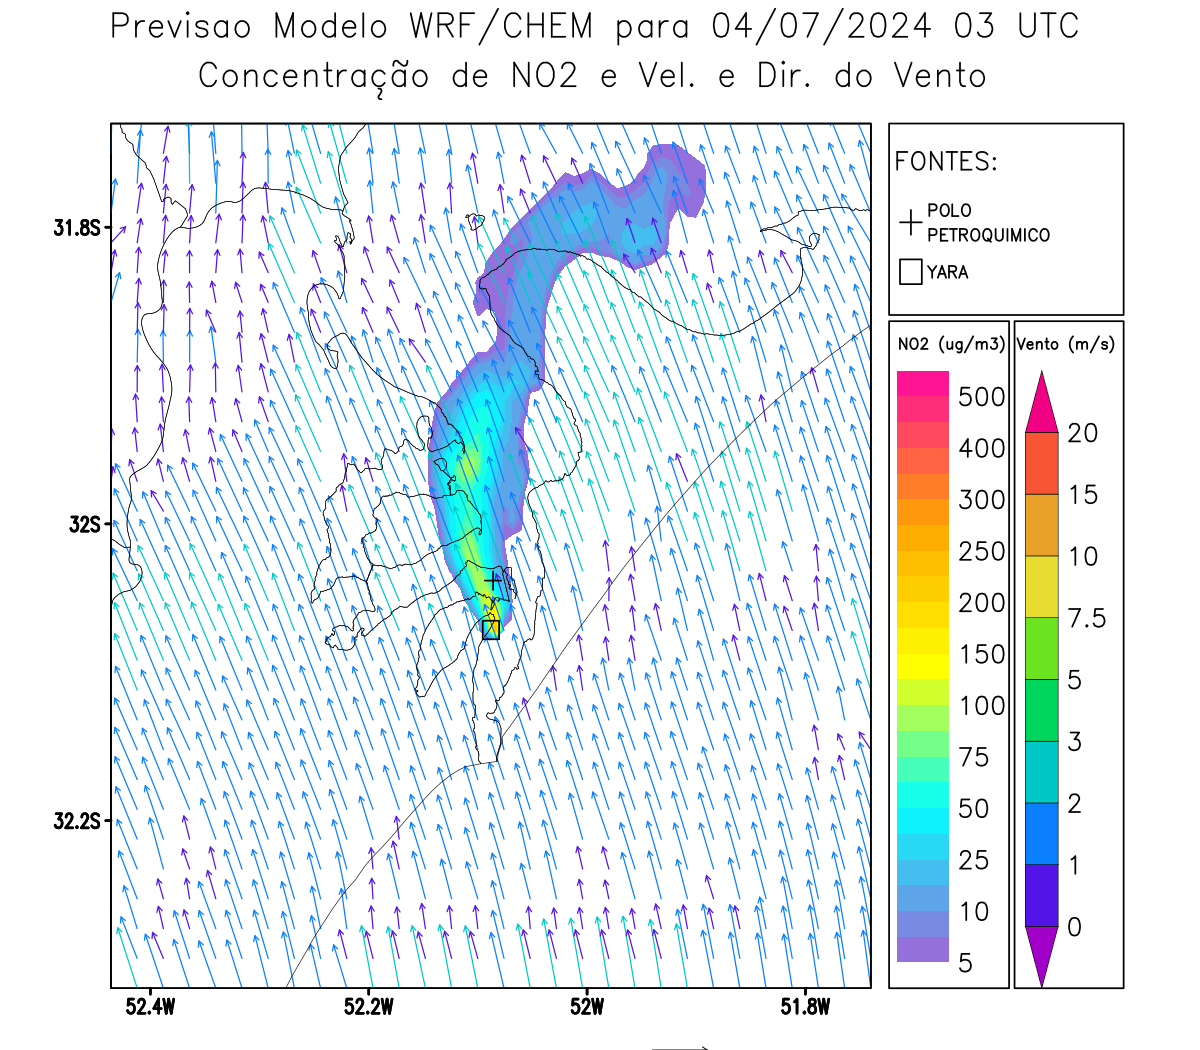 Previsao Modelo WRF/CHEM para 04/07/2024 03 UTC
Concentração de NO2 e Vel. e Dir. do Vento
FONTES:
POLO
PETROQUIMICO
YARA
NO2 (ug/m3)
500
400
300
250
200
150
100
75
50
25
10
5
Vento (m/s)
20
15
10
7.5
5
3
2
1
0
31.8S
32S
32.2S
52.4W
52.2W
52W
51.8W